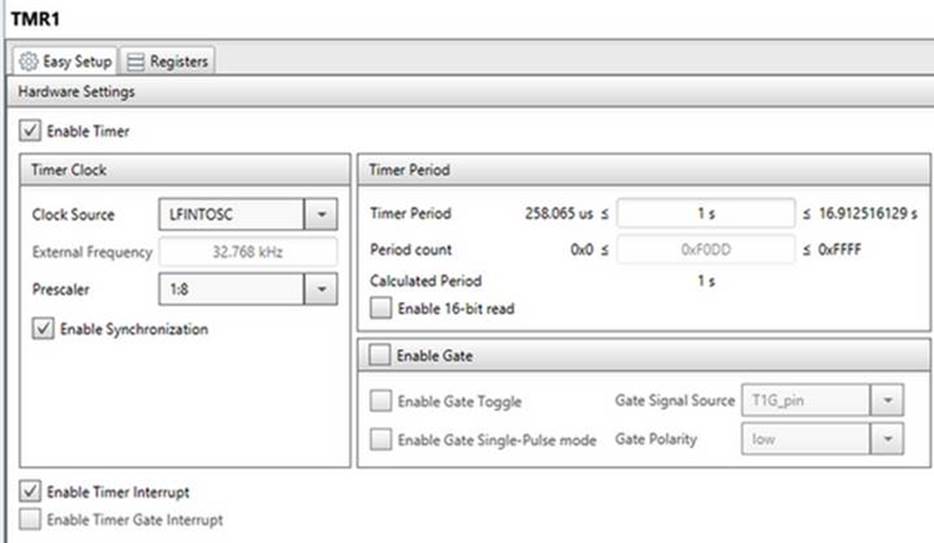 TMR1
Easy Setup
Registers
Hardware Settings
Enable Timer
Timer Clock
Clock Source LFINTOSC
External Frequency 32.768 kHz
Prescaler 1:8
Enable Synchronization
Timer Period
Timer Period 258.065 us ≤ 1 s ≤ 16.912516129 s
Period count 0x0 ≤ 0xF0DD ≤ 0xFFFF
Calculated Period 1 s
Enable 16-bit read
Enable Gate
Enable Gate Toggle Gate Signal Source T1G_pin
Enable Gate Single-Pulse mode Gate Polarity low
Enable Timer Interrupt
Enable Timer Gate Interrupt